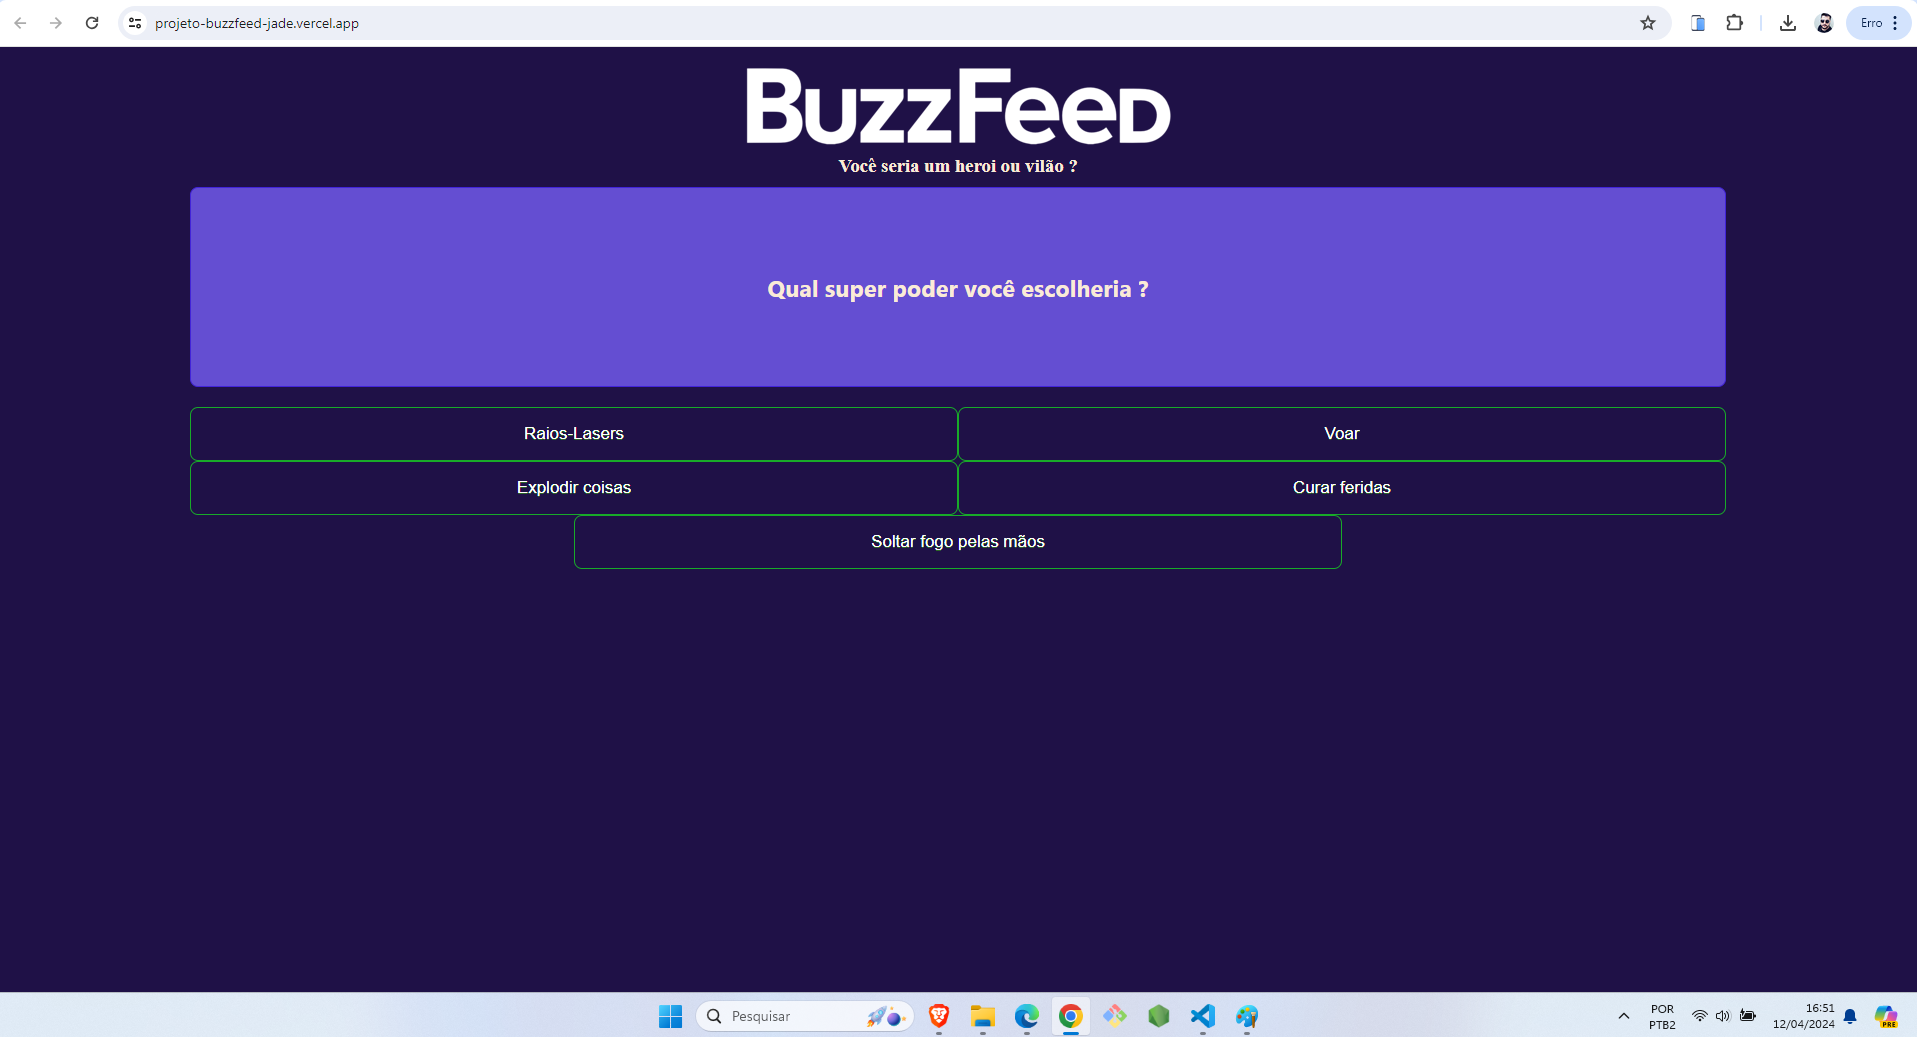 projeto-buzzfeed-jade.vercel.app
Erro
BuzzFeed
Você seria um heroi ou vilão ?
Qual super poder você escolheria ?
Raios-Lasers
Voar
Explodir coisas
Curar feridas
Soltar fogo pelas mãos
Pesquisar
POR
PTB2
16:51
12/04/2024
PRE